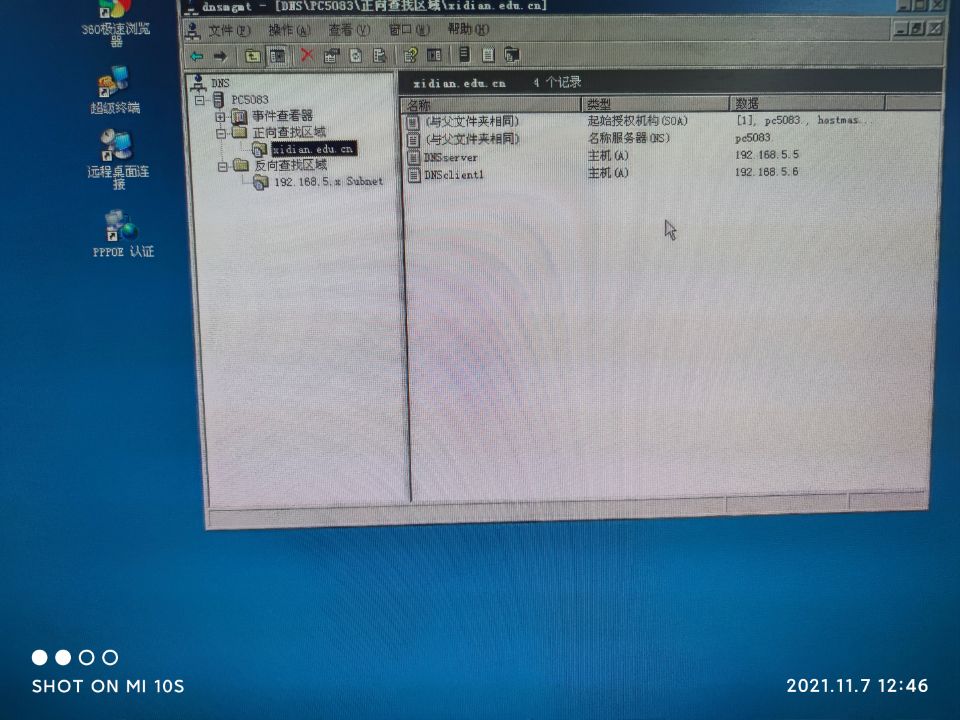 dnsmgmt - [DNS\PC5083\正向查找区域\xidian.edu.cn]
文件(F) 操作(A) 查看(V) 窗口(W) 帮助(H)
360极速浏览器
超级终端
远程桌面连接
PPPOE 认证
DNS
PC5083
事件查看器
正向查找区域
xidian.edu.cn
反向查找区域
192.168.5.x Subnet
xidian.edu.cn 4 个记录
名称 类型 数据
(与父文件夹相同) 起始授权机构(SOA) [1], pc5083., hostmas...
(与父文件夹相同) 名称服务器(NS) pc5083.
DNSserver 主机(A) 192.168.5.5
DNSclient1 主机(A) 192.168.5.6
SHOT ON MI 10S
2021.11.7 12:46